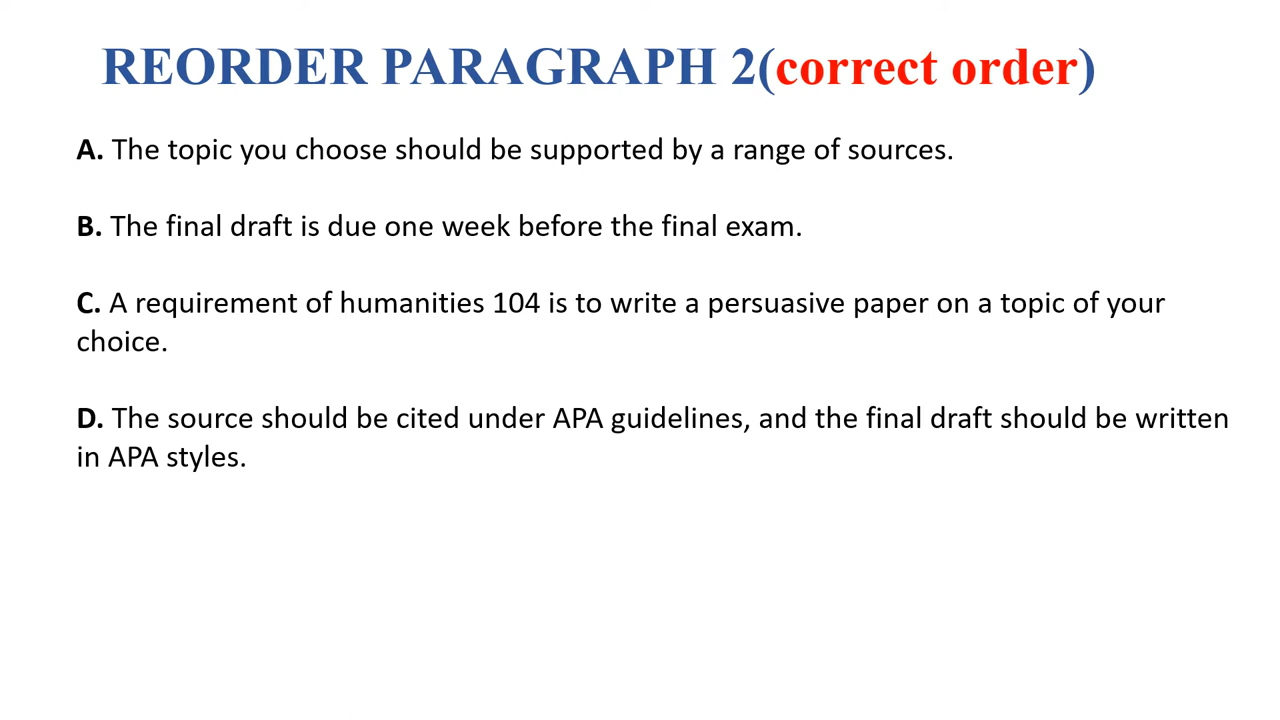 REORDER PARAGRAPH 2(correct order)
A. The topic you choose should be supported by a range of sources.
B. The final draft is due one week before the final exam.
C. A requirement of humanities 104 is to write a persuasive paper on a topic of your
choice.
D. The source should be cited under APA guidelines, and the final draft should be written
in APA styles.